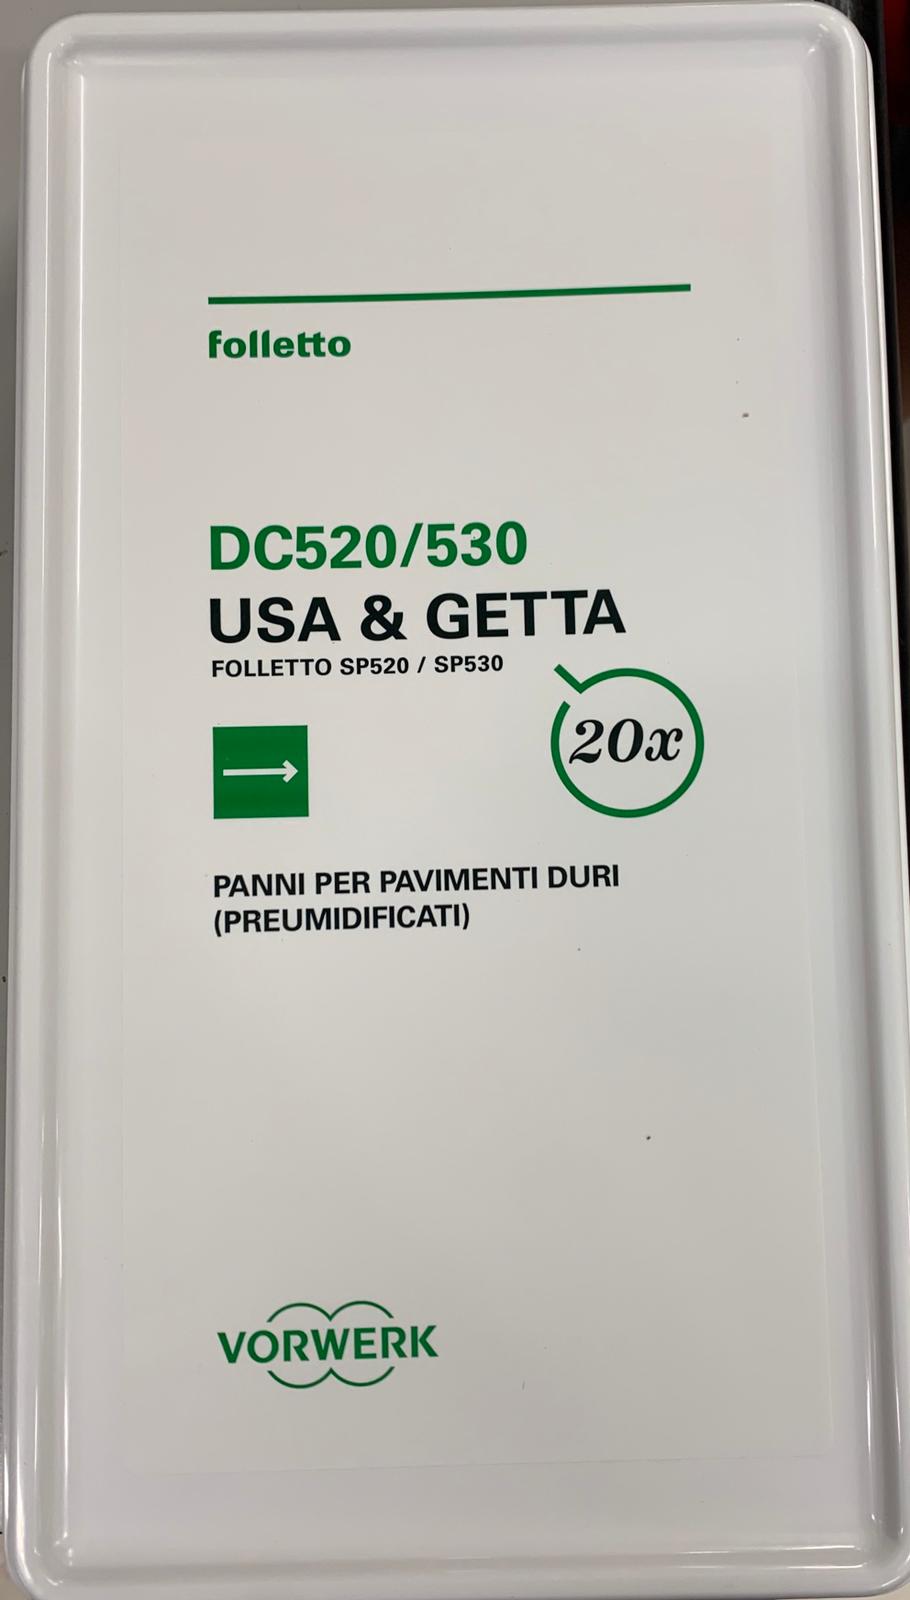 folletto
DC520/530
USA & GETTA
FOLLETTO SP520 / SP530
20x
PANNI PER PAVIMENTI DURI
(PREUMIDIFICATI)
VORWERK